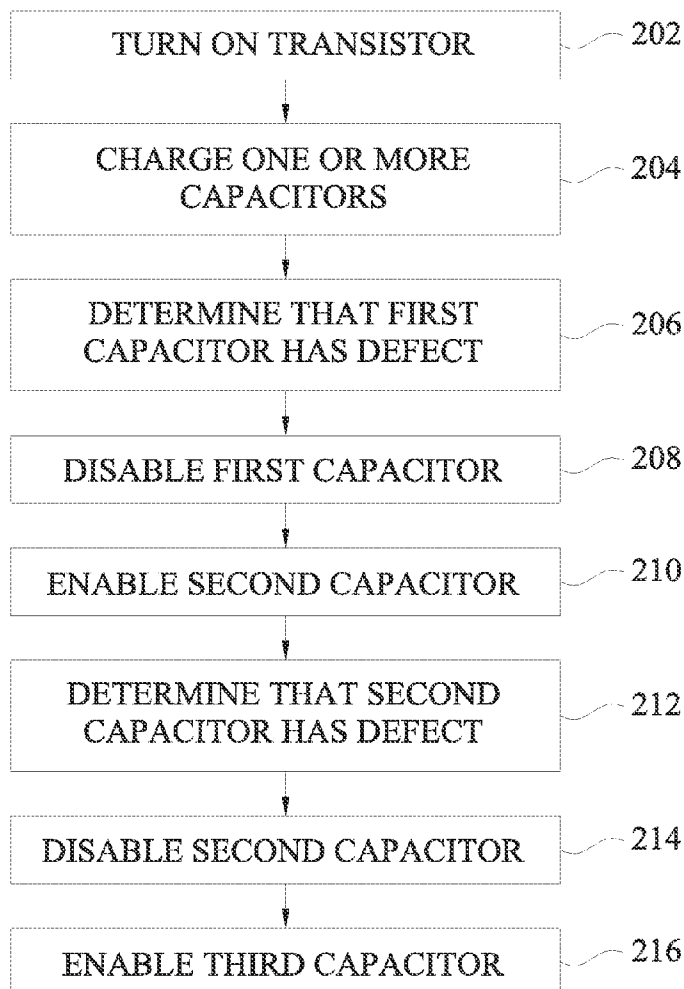 TURN ON TRANSISTOR
202
CHARGE ONE OR MORE
CAPACITORS
204
DETERMINE THAT FIRST
CAPACITOR HAS DEFECT
206
DISABLE FIRST CAPACITOR
208
ENABLE SECOND CAPACITOR
210
DETERMINE THAT SECOND
CAPACITOR HAS DEFECT
212
DISABLE SECOND CAPACITOR
214
ENABLE THIRD CAPACITOR
216